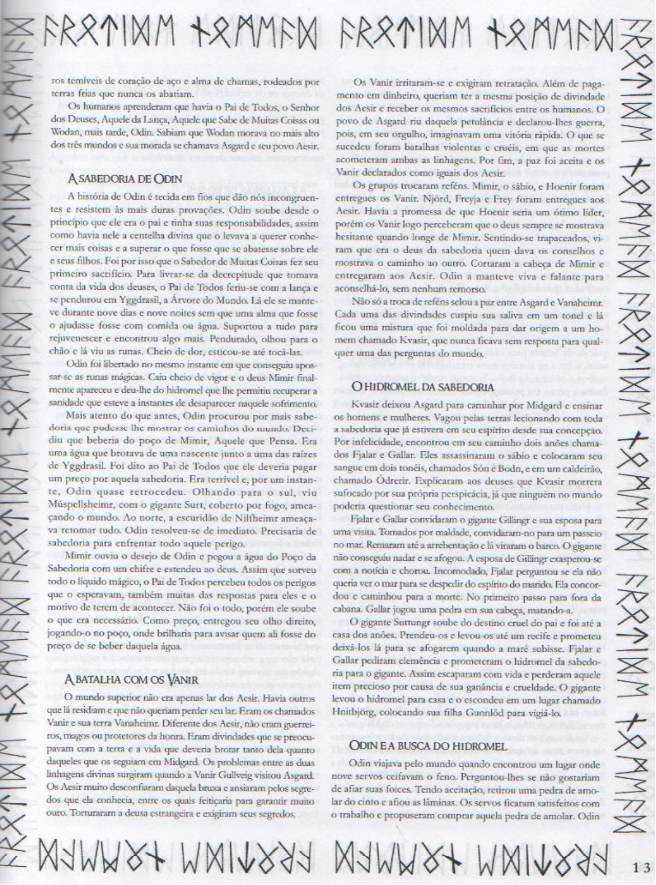 ros temíveis de coração de aço e alma de chamas, rodeados por
terras frias que nunca os abatiam.
Os humanos aprenderam que havia o Pai de Todos, o Senhor
dos Deuses, Aquele da Lança, Aquele que Sabe de Muitas Coisas ou
Wodan, mais tarde, Odin. Sabiam que Wodan morava no mais alto
dos três mundos e sua morada se chamava Asgard e seu povo Aesir.
A SABEDORIA DE ODIN
A história de Odin é tecida em fios que dão nós incongruen-
tes e resistem às mais duras provações. Odin soube desde o
princípio que ele era o pai e tinha suas responsabilidades, assim
como havia nele a centelha divina que o levava a querer conhe-
cer mais coisas e a superar o que fosse que se abatesse sobre ele
e seus filhos. Foi por isso que o Sabedor de Muitas Coisas fez seu
primeiro sacrifício. Para livrar-se da decrepitude que tomava
conta da vida dos deuses, o Pai de Todos feriu-se com a lança e
se pendurou em Yggdrasil, a Árvore do Mundo. Lá ele se mante-
ve durante nove dias e nove noites sem que uma alma que fosse
o ajudasse fosse com comida ou água. Suportou a tudo para
rejuvenescer e encontrou algo mais. Pendurado, olhou para o
chão e lá viu as runas. Cheio de dor, esticou-se até tocá-las.
Odin foi libertado no mesmo instante em que conseguiu apos-
sar-se as runas mágicas. Caiu cheio de vigor e o deus Mimir final-
mente apareceu e deu-lhe do hidromel que lhe permitiu recuperar a
sanidade que esteve a instantes de desaparecer naquele sofrimento.
Mais atento do que antes, Odin procurou por mais sabe-
doria que pudesse lhe mostrar os caminhos do mundo. Deci-
diu que beberia do poço de Mimir, Aquele que Pensa. Era
uma água que brotava de uma nascente junto a uma das raízes
de Yggdrasil. Foi dito ao Pai de Todos que ele deveria pagar
um preço por aquela sabedoria. Era terrível e, por um instan-
te, Odin quase retrocedeu. Olhando para o sul, viu
Múspellsheimr, com o gigante Surt, coberto por fogo, amea-
çando o mundo. Ao norte, a escuridão de Nilfheimr ameaça-
va retomar tudo. Odin resolveu-se de imediato. Precisaria de
sabedoria para enfrentar todo aquele perigo.
Mimir ouviu o desejo de Odin e pegou a água do Poço da
Sabedoria com um chifre e estendeu ao deus. Assim que sorveu
todo o líquido mágico, o Pai de Todos percebeu todos os perigos
que o esperavam, também muitas das respostas para eles e o
motivo de terem de acontecer. Não foi o todo, porém ele soube
o que era necessário. Como preço, entregou seu olho direito,
jogando-o no poço, onde brilharia para avisar quem ali fosse do
preço de se beber daquela água.
A BATALHA COM OS VANIR
O mundo superior não era apenas lar dos Aesir. Havia outros
que lá residiam e que não queriam perder seu lar. Eram os chamados
Vanir e sua terra Vanaheimr. Diferente dos Aesir, não eram guerrei-
ros, magos ou protetores da honra. Eram divindades que se preocu-
pavam com a terra e a vida que deveria brotar tanto dela quanto
daqueles que os seguiam em Midgard. Os problemas entre as duas
linhagens divinas surgiram quando a Vanir Gullveig visitou Asgard.
Os Aesir muito desconfiaram daquela bruxa e ansiaram pelos segre-
dos que ela conhecia, entre os quais feitiçaria para garantir muito
ouro. Torturaram a deusa estrangeira e exigiram seus segredos.
Os Vanir irritaram-se e exigiram retratação. Além de paga-
mento em dinheiro, queriam ter a mesma posição de divindade
dos Aesir e receber os mesmos sacrifícios entre os humanos. O
povo de Asgard riu daquela petulância e declarou-lhes guerra,
pois, em seu orgulho, imaginavam uma vitória rápida. O que se
sucedeu foram batalhas violentas e cruéis, em que as mortes
acometeram ambas as linhagens. Por fim, a paz foi aceita e os
Vanir declarados como iguais dos Aesir.
Os grupos trocaram reféns. Mimir, o sábio, e Hoenir foram
entregues os Vanir. Njörd, Freyja e Frey foram entregues aos
Aesir. Havia a promessa de que Hoenir seria um ótimo líder,
porém os Vanir logo perceberam que o deus sempre se mostrava
hesitante quando longe de Mimir. Sentindo-se trapaceados, vi-
ram que era o deus da sabedoria quem dava os conselhos e
mostrava o caminho ao outro. Cortaram a cabeça de Mimir e
entregaram aos Aesir. Odin a manteve viva e falante para
aconselhá-lo, sem nenhum remorso.
Não só a troca de reféns selou a paz entre Asgard e Vanaheimr.
Cada uma das divindades cuspiu sua saliva em um tonel e lá
ficou uma mistura que foi moldada para dar origem a um ho-
mem chamado Kvasir, que nunca ficava sem resposta para qual-
quer uma das perguntas do mundo.
O HIDROMEL DA SABEDORIA
Kvasir deixou Asgard para caminhar por Midgard e ensinar
os homens e mulheres. Vagou pelas terras lecionando com toda
a sabedoria que já estivera em seu espírito desde sua concepção.
Por infelicidade, encontrou em seu caminho dois anões chama-
dos Fjalar e Gallar. Eles assassinaram o sábio e colocaram seu
sangue em dois tonéis, chamados Són é Bodn, e em um caldeirão,
chamado Ódrerir. Explicaram aos deuses que Kvasir morrera
sufocado por sua própria perspicácia, já que ninguém no mundo
poderia questionar seu conhecimento.
Fjalar e Gallar convidaram o gigante Gillingr e sua esposa para
uma visita. Tomados por maldade, convidaram-no para um passeio
no mar. Remaram até a arrebentação e lá viraram o barco. O gigante
não conseguiu nadar e se afogou. A esposa de Gillingr exasperou-se
com a notícia e chorou. Incomodado, Fjalar perguntou se ela não
queria ver o mar para se despedir do espírito do marido. Ela concor-
dou e caminhou para a morte. No primeiro passo para fora da
cabana. Gallar jogou uma pedra em sua cabeça, matando-a.
O gigante Suttungr soube do destino cruel do pai e foi até a
casa dos anões. Prendeu-os e levou-os até um recife e prometeu
deixá-los lá para se afogarem quando a maré subisse. Fjalar e
Gallar pediram clemência e prometeram o hidromel da sabedo-
ria para o gigante. Assim escaparam com vida e perderam aquele
item precioso por causa de sua ganância e crueldade. O gigante
levou o hidromel para casa e o escondeu em um lugar chamado
Hnitbjörg, colocando sua filha Gunnlöd para vigiá-lo.
ODIN E A BUSCA DO HIDROMEL
Odin viajava pelo mundo quando encontrou um lugar onde
nove servos ceifavam o feno. Perguntou-lhes se não gostariam
de afiar suas foices. Tendo aceitação, retirou uma pedra de amo-
lar do cinto e afiou as lâminas. Os servos ficaram satisfeitos com
o trabalho e propuseram comprar aquela pedra de amolar. Odin
13